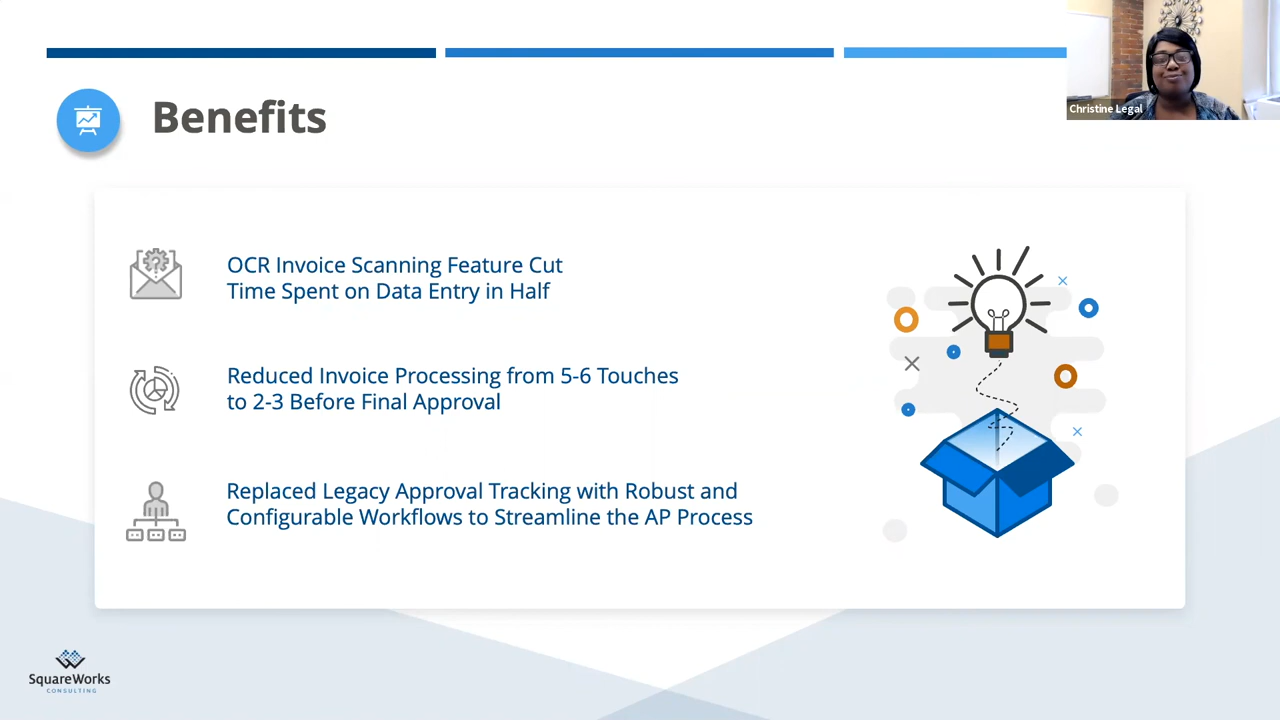 Christine Legal
Benefits
OCR Invoice Scanning Feature Cut
Time Spent on Data Entry in Half
Reduced Invoice Processing from 5-6 Touches
to 2-3 Before Final Approval
Replaced Legacy Approval Tracking with Robust and
Configurable Workflows to Streamline the AP Process
SquareWorks
CONSULTING